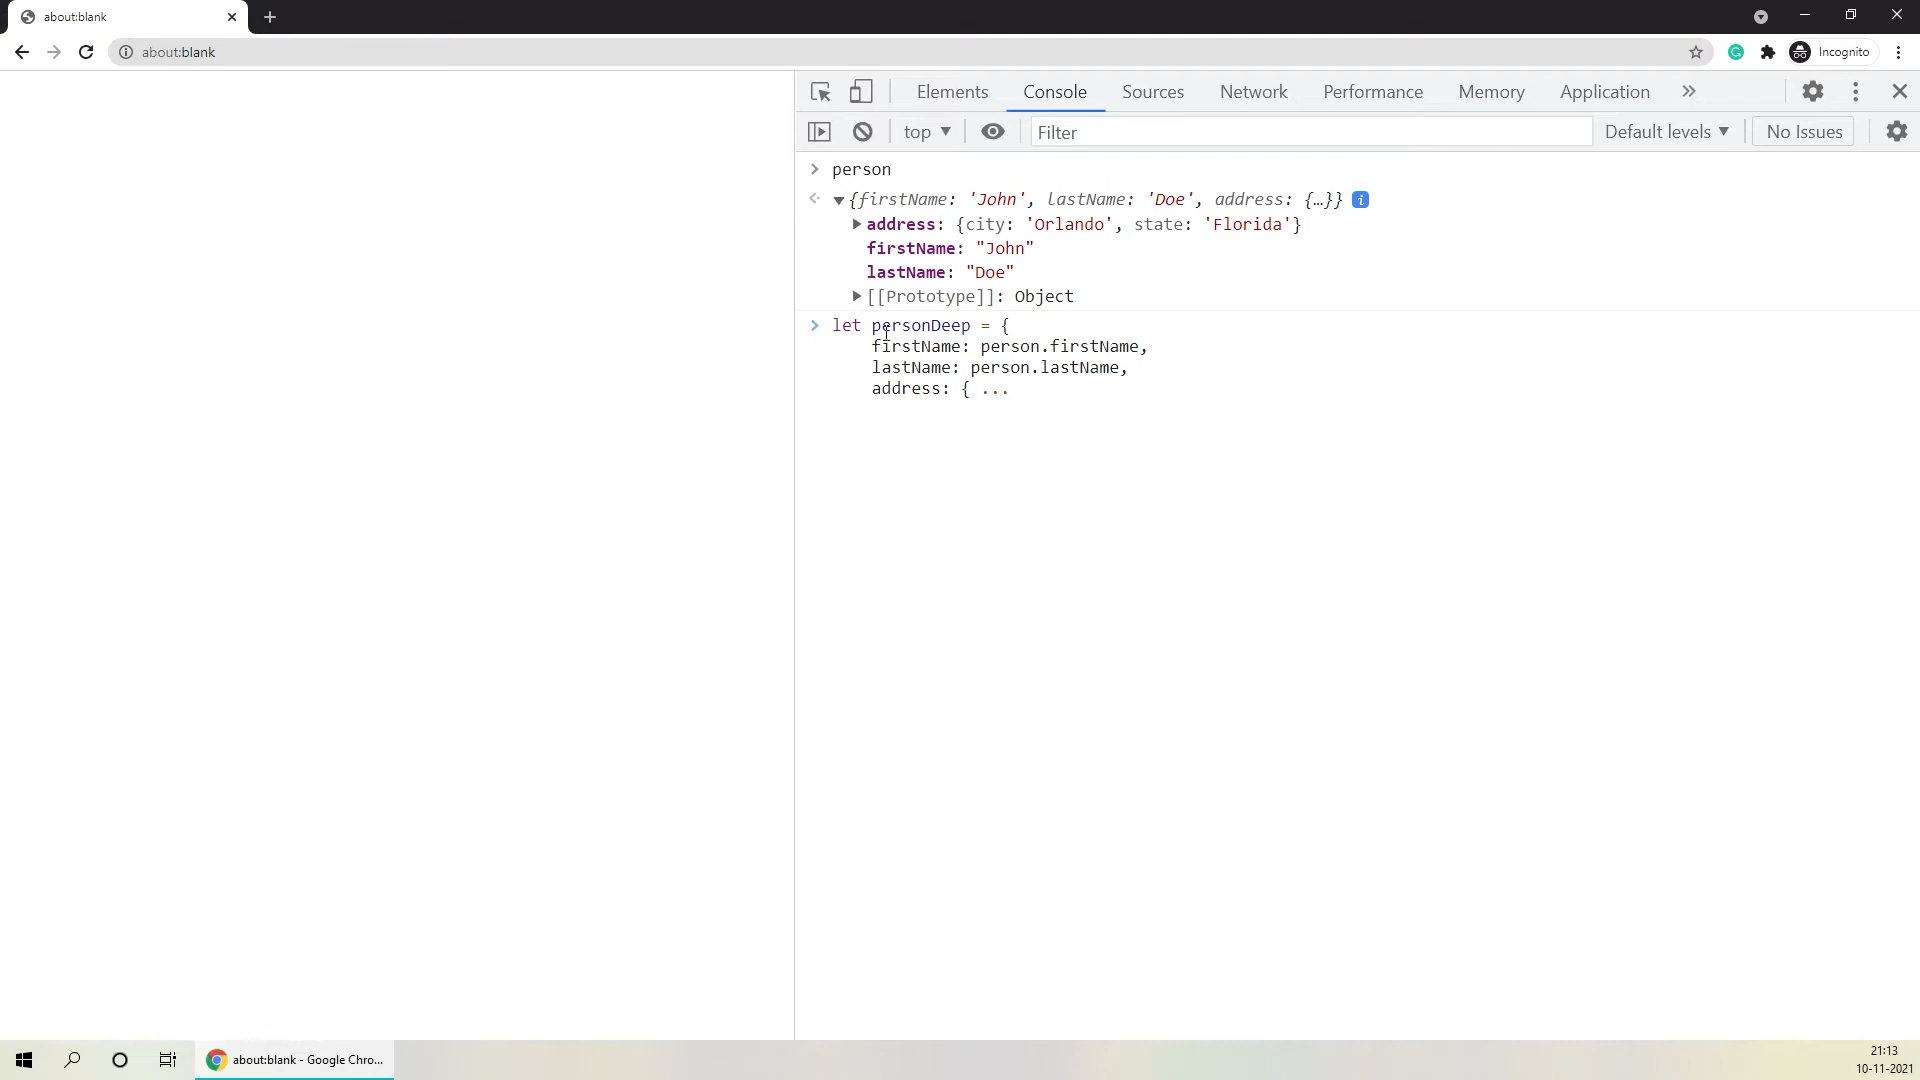 about:blank
about:blank
Incognito
Elements Console Sources Network Performance Memory Application
top Filter Default levels No Issues
person
{firstName: 'John', lastName: 'Doe', address: {…}}
address: {city: 'Orlando', state: 'Florida'}
firstName: "John"
lastName: "Doe"
[[Prototype]]: Object
let personDeep = {
firstName: person.firstName,
lastName: person.lastName,
address: { ...
about:blank - Google Chro...
21:13
10-11-2021